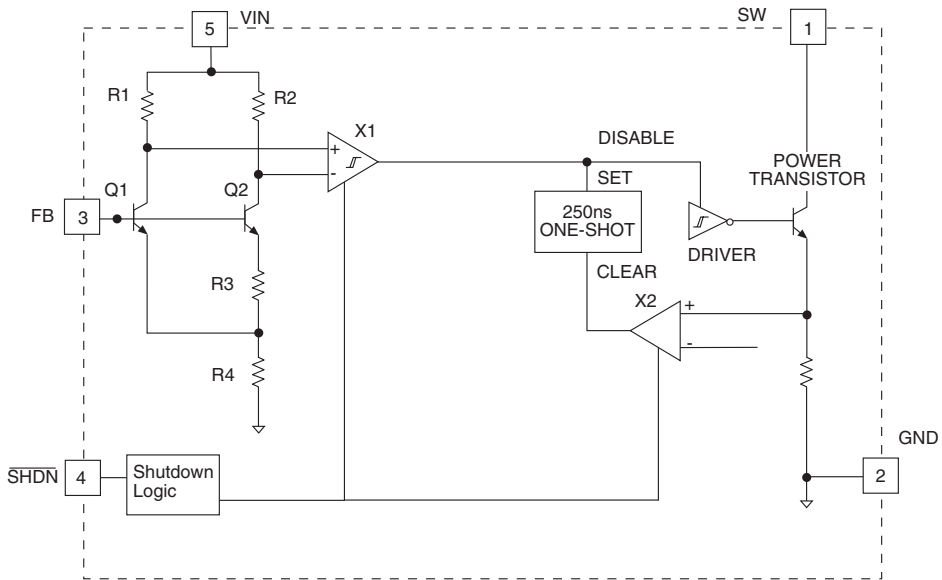 VIN
5
SW
1
R1
R2
X1
+
-
DISABLE
SET
250ns
ONE-SHOT
CLEAR
DRIVER
POWER
TRANSISTOR
Q1
Q2
FB
3
R3
R4
X2
+
-
SHDN
4
Shutdown
Logic
GND
2